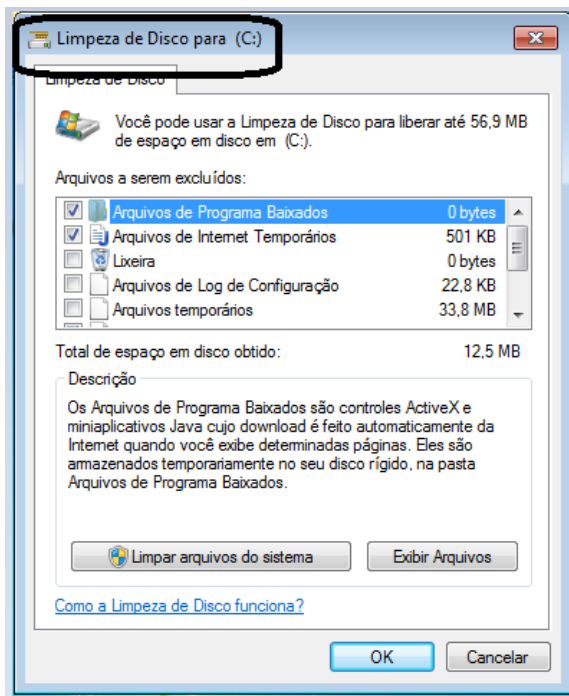 Limpeza de Disco para (C:)
Limpeza de Disco
Você pode usar a Limpeza de Disco para liberar até 56,9 MB
de espaço em disco em (C:).
Arquivos a serem excluídos:
Arquivos de Programa Baixados 0 bytes
Arquivos de Internet Temporários 501 KB
Lixeira 0 bytes
Arquivos de Log de Configuração 22,8 KB
Arquivos temporários 33,8 MB
Total de espaço em disco obtido: 12,5 MB
Descrição
Os Arquivos de Programa Baixados são controles ActiveX e
miniaplicativos Java cujo download é feito automaticamente da
Internet quando você exibe determinadas páginas. Eles são
armazenados temporariamente no seu disco rígido, na pasta
Arquivos de Programa Baixados.
Limpar arquivos do sistema Exibir Arquivos
Como a Limpeza de Disco funciona?
OK Cancelar